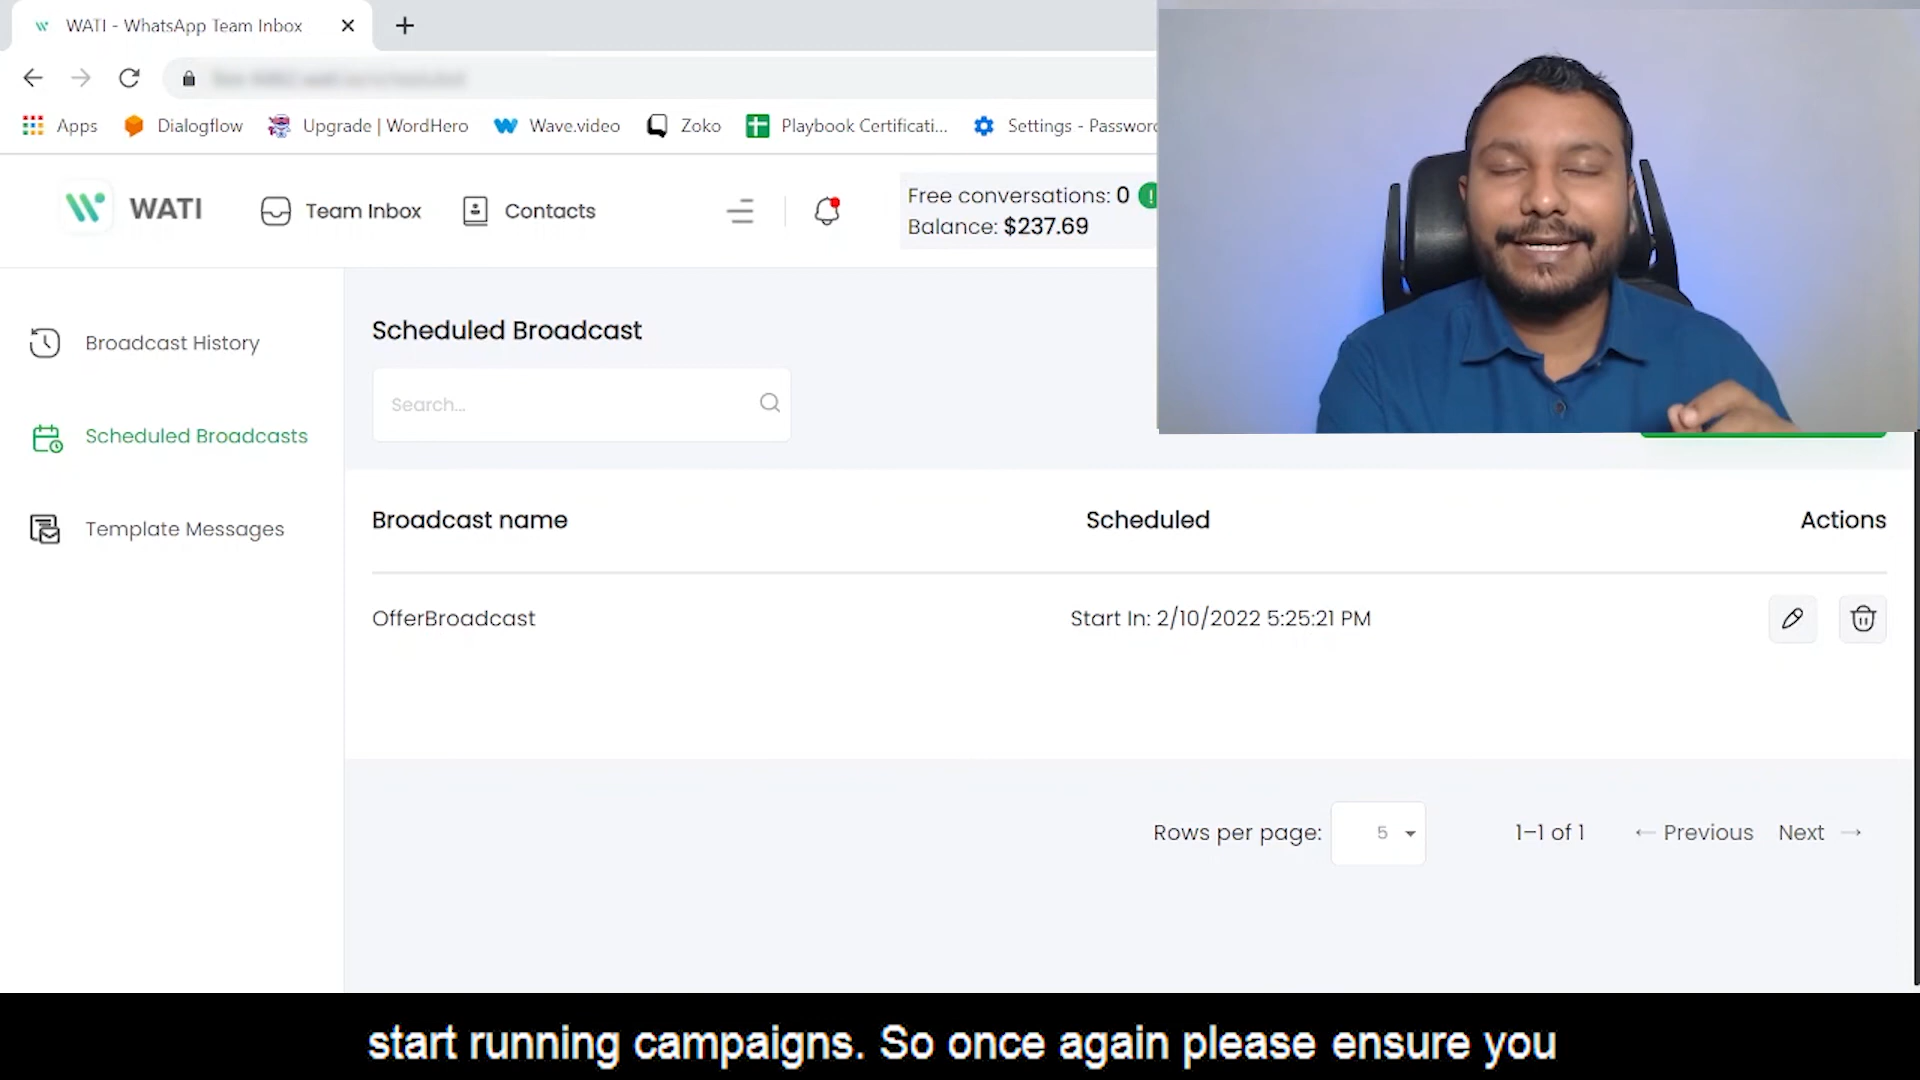 WATI - WhatsApp Team Inbox
Apps Dialogflow Upgrade | WordHero Wave.video Zoko Playbook Certificati... Settings - Password
WATI Team Inbox Contacts
Free conversations: 0
Balance: $237.69
Broadcast History
Scheduled Broadcasts
Template Messages
Scheduled Broadcast
Search...
Broadcast name Scheduled Actions
OfferBroadcast Start In: 2/10/2022 5:25:21 PM
Rows per page: 5 1–1 of 1 ← Previous Next →
start running campaigns. So once again please ensure you